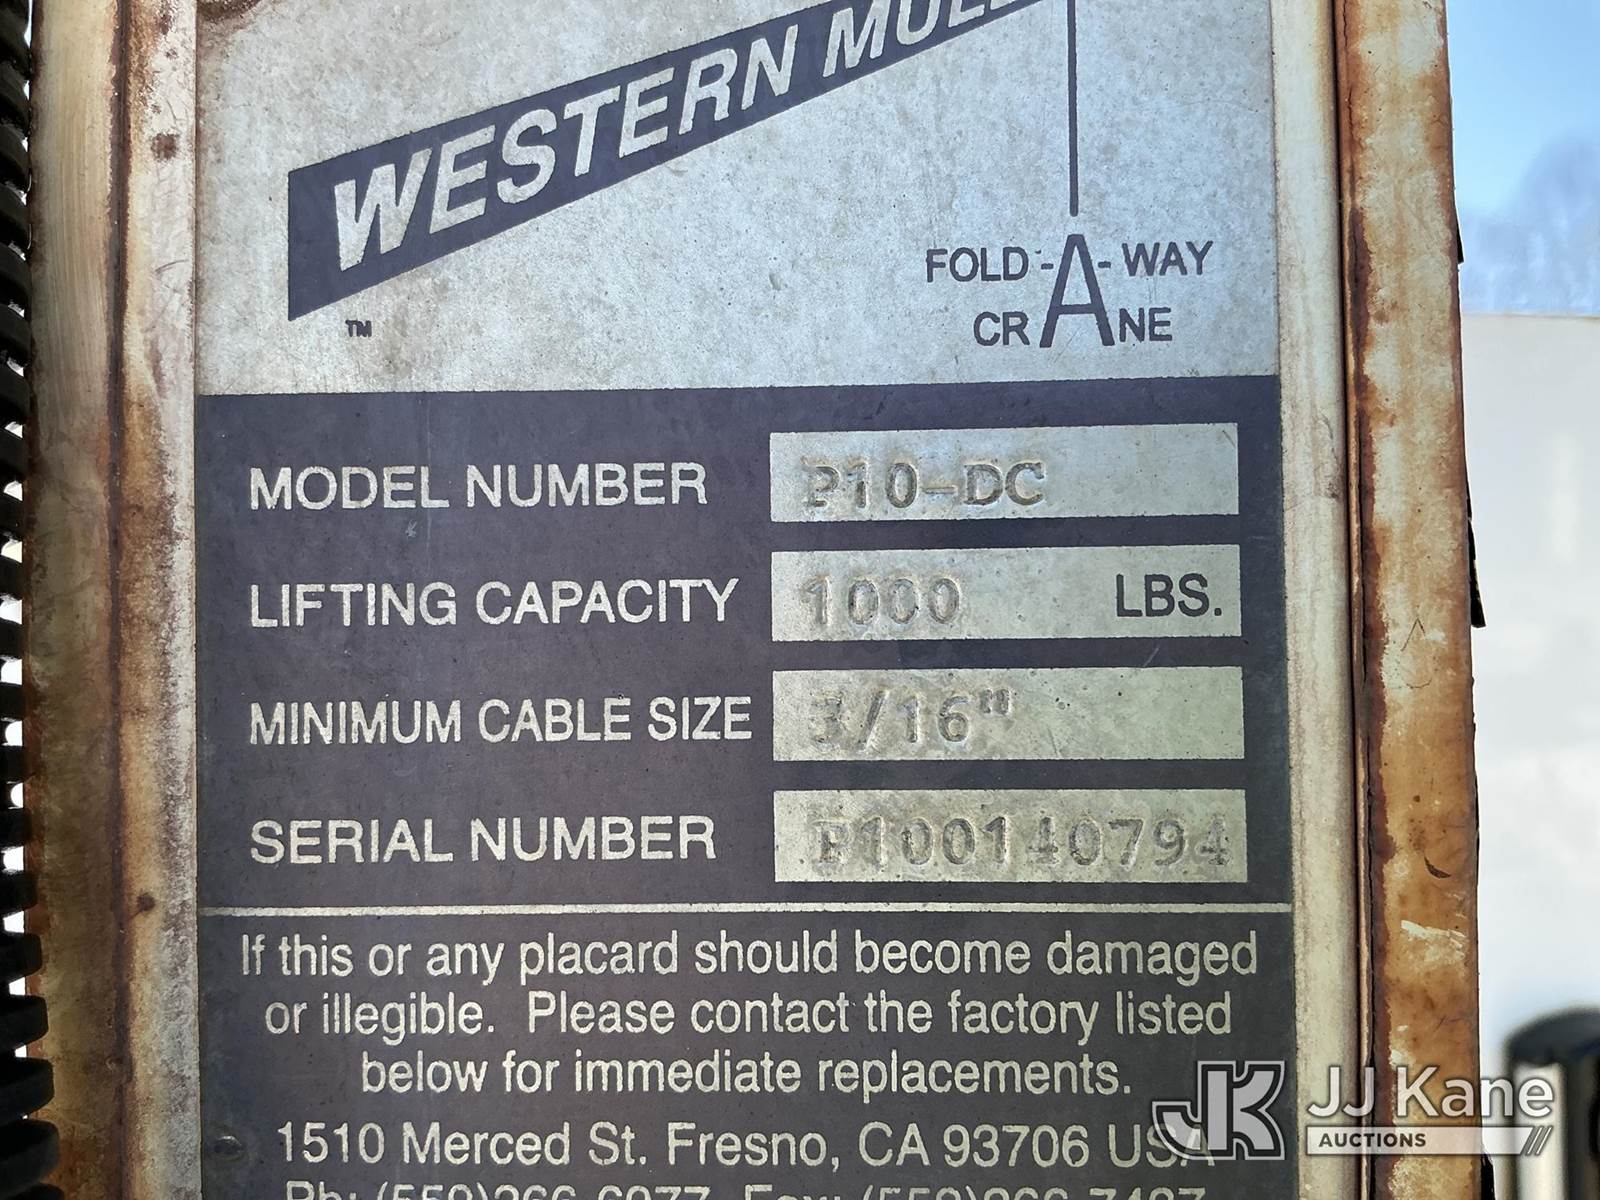 WESTERN
TM
FOLD-A-WAY
CRANE
MODEL NUMBER P10-DC
LIFTING CAPACITY 1000 LBS.
MINIMUM CABLE SIZE 3/16"
SERIAL NUMBER P100140794
If this or any placard should become damaged
or illegible. Please contact the factory listed
below for immediate replacements.
1510 Merced St. Fresno, CA 93706 USA
JK JJ Kane
AUCTIONS